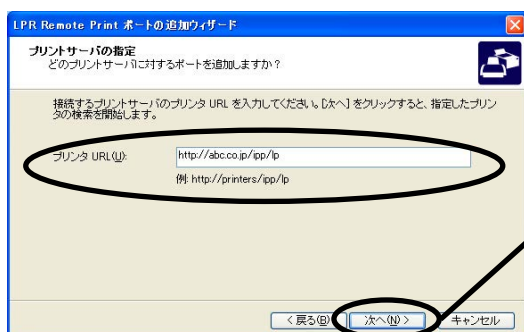 LPR Remote Print ポートの追加ウィザード
プリントサーバの指定
どのプリントサーバに対するポートを追加しますか?
接続するプリントサーバのプリンタ URL を入力してください。[次へ] をクリックすると、指定したプリン
タの検索を開始します。
プリンタ URL(U): http://abc.co.jp/ipp/lp
例: http://printers/ipp/lp
< 戻る(B) 次へ(N) > キャンセル